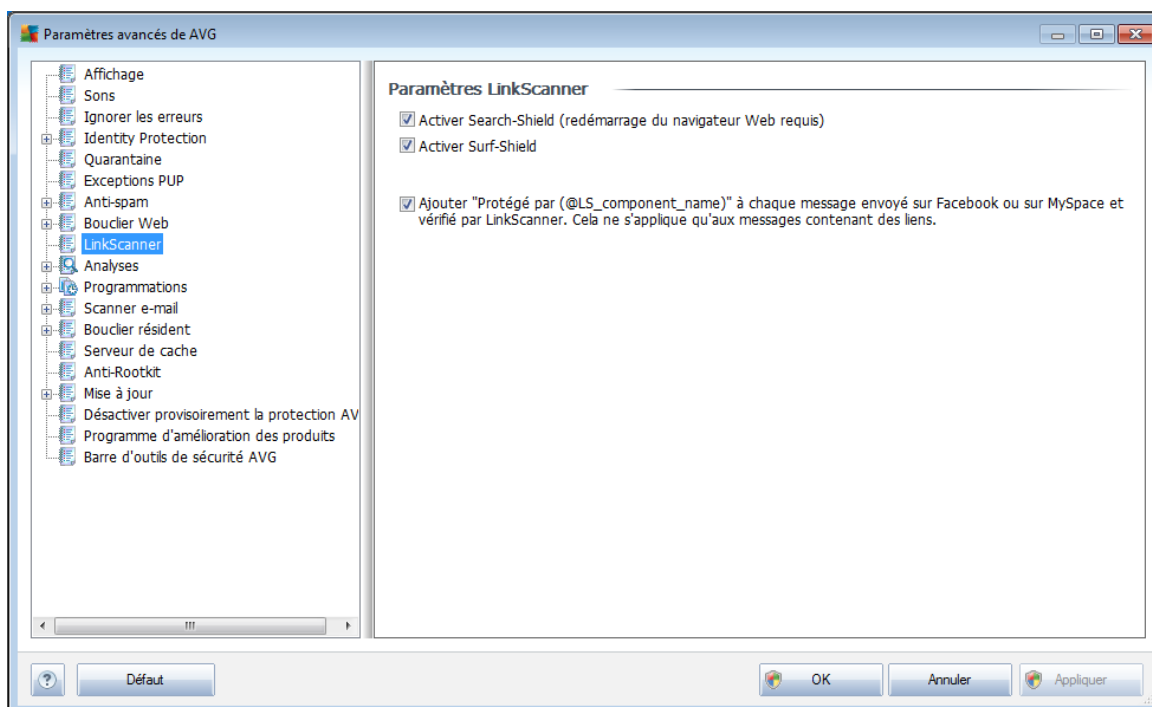 Paramètres avancés de AVG
Affichage
Sons
Ignorer les erreurs
Identity Protection
Quarantaine
Exceptions PUP
Anti-spam
Bouclier Web
LinkScanner
Analyses
Programmations
Scanner e-mail
Bouclier résident
Serveur de cache
Anti-Rootkit
Mise à jour
Désactiver provisoirement la protection AV
Programme d'amélioration des produits
Barre d'outils de sécurité AVG
Paramètres LinkScanner
Activer Search-Shield (redémarrage du navigateur Web requis)
Activer Surf-Shield
Ajouter "Protégé par (@LS_component_name)" à chaque message envoyé sur Facebook ou sur MySpace et
vérifié par LinkScanner. Cela ne s'applique qu'aux messages contenant des liens.
? Défaut OK Annuler Appliquer